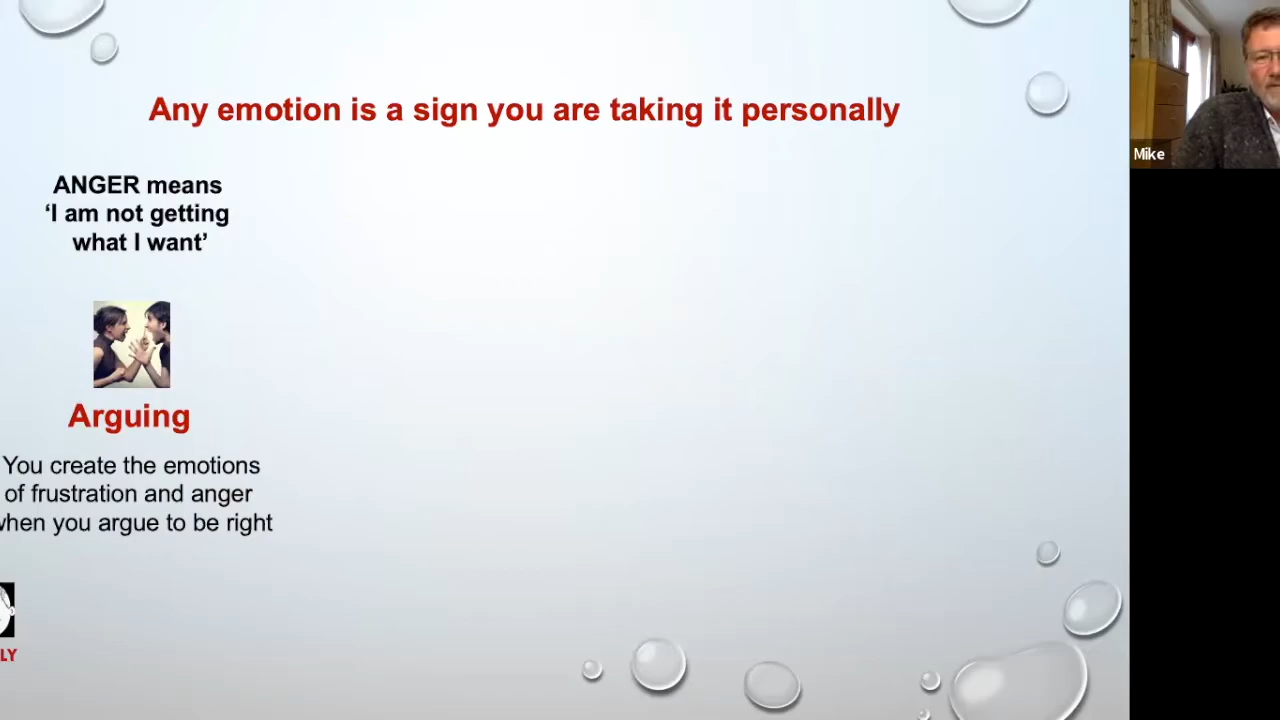 Any emotion is a sign you are taking it personally
Mike
ANGER means
‘I am not getting
what I want’
Arguing
You create the emotions
of frustration and anger
when you argue to be right
LY